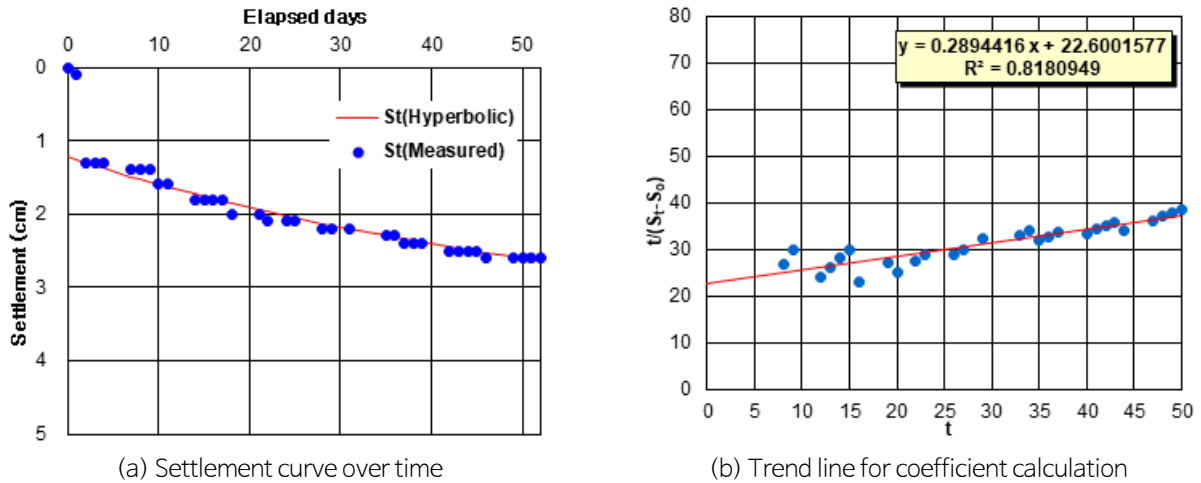 Elapsed days
0 10 20 30 40 50
0
1
2
3
4
5
Settlement (cm)
St(Hyperbolic)
St(Measured)
(a) Settlement curve over time
80
70
60
50
40
30
20
10
0
t/(St-So)
y = 0.2894416 x + 22.6001577
R² = 0.8180949
0 5 10 15 20 25 30 35 40 45 50
t
(b) Trend line for coefficient calculation